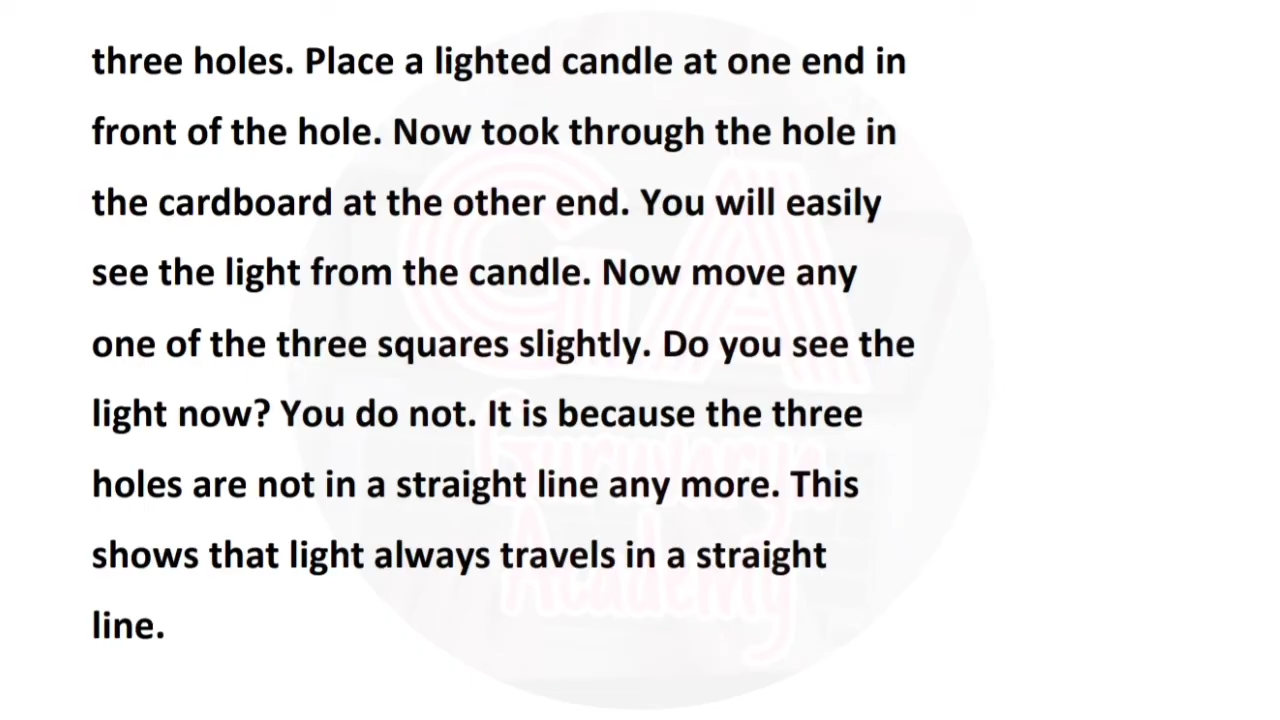 three holes. Place a lighted candle at one end in
front of the hole. Now took through the hole in
the cardboard at the other end. You will easily
see the light from the candle. Now move any
one of the three squares slightly. Do you see the
light now? You do not. It is because the three
holes are not in a straight line any more. This
shows that light always travels in a straight
line.
GA
Guruvarya
Academy